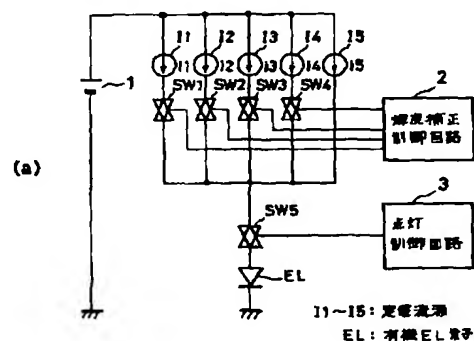 I1 I2 I3 I4 I5
I1 I2 I3 I4 I5
SW1 SW2 SW3 SW4
1
2
輝度補正
制御回路
(a)
SW5
3
点灯
制御回路
EL
I1~I5: 定電流源
EL: 有機EL素子